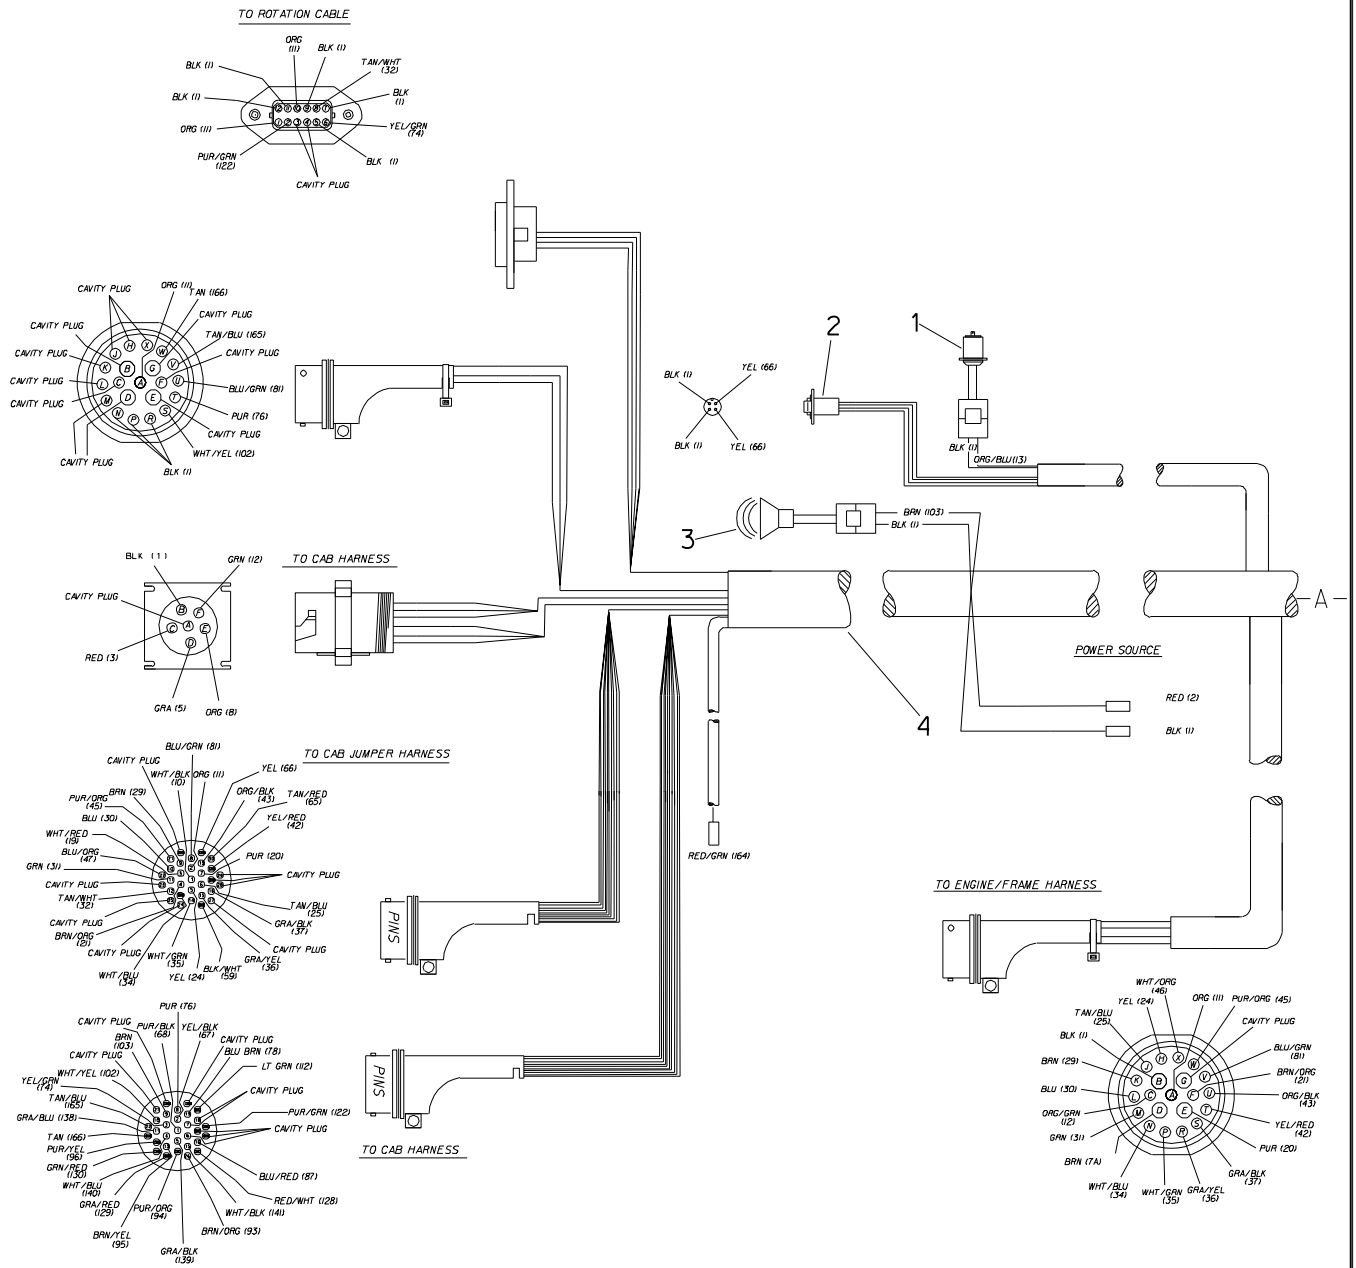 TO ROTATION CABLE
ORG
(11)
BLK (1)
BLK (1)
TAN/WHT
(32)
BLK (1)
BLK
(1)
ORG (11)
YEL/GRN
(74)
PUR/GRN
(122)
BLK (1)
CAVITY PLUG
CAVITY PLUG
ORG (11)
TAN (166)
CAVITY PLUG
CAVITY PLUG
TAN/BLU (165)
CAVITY PLUG
CAVITY PLUG
CAVITY PLUG
BLU/GRN (81)
CAVITY PLUG
PUR (76)
CAVITY PLUG
WHT/YEL (102)
CAVITY PLUG
BLK (1)
J H X W K B G V L C A F U M D E T N P R S
1
2
BLK (1)
YEL (66)
BLK (1)
YEL (66)
BLK (1)
ORG/BLU(13)
3
BRN (103)
BLK (1)
BLK (1)
GRN (12)
TO CAB HARNESS
CAVITY PLUG
B F A C E D
RED (3)
GRA (5)
ORG (8)
A
POWER SOURCE
RED (2)
BLK (1)
4
RED/GRN (164)
TO CAB JUMPER HARNESS
BLU/GRN (81)
CAVITY PLUG
WHT/BLK
(10)
ORG (11)
YEL (66)
BRN (29)
ORG/BLK
(43)
TAN/RED
(65)
PUR/ORG
(45)
BLU (30)
YEL/RED
(42)
WHT/RED
(19)
BLU/ORG
(47)
PUR (20)
GRN (31)
CAVITY PLUG
CAVITY PLUG
TAN/WHT
(32)
TAN/BLU
(25)
CAVITY PLUG
GRA/BLK
(37)
BRN/ORG
(21)
CAVITY PLUG
CAVITY PLUG
WHT/GRN
(35)
GRA/YEL
(36)
BLK/WHT
(59)
WHT/BLU
(34)
YEL (24)
PINS
PUR (76)
CAVITY PLUG
PUR/BLK
(68)
YEL/BLK
(67)
BRN
(103)
CAVITY PLUG
CAVITY PLUG
BLU BRN (78)
WHT/YEL (102)
LT GRN (112)
YEL/GRN
(74)
CAVITY PLUG
TAN/BLU
(165)
PUR/GRN (122)
GRA/BLU (138)
CAVITY PLUG
TAN (166)
PUR/YEL
(96)
GRN/RED
(130)
BLU/RED (87)
WHT/BLU
(140)
RED/WHT (128)
GRA/RED
(129)
PUR/ORG
(94)
WHT/BLK (141)
BRN/YEL
(95)
BRN/ORG (93)
GRA/BLK
(139)
PINS
TO CAB HARNESS
TO ENGINE/FRAME HARNESS
WHT/ORG
(46)
YEL (24)
ORG (11)
PUR/ORG (45)
TAN/BLU
(25)
CAVITY PLUG
BLK (1)
BLU/GRN
(81)
BRN (29)
BRN/ORG
(21)
BLU (30)
ORG/BLK
(43)
ORG/GRN
(12)
YEL/RED
(42)
GRN (31)
PUR (20)
BRN (7A)
GRA/BLK
(37)
WHT/BLU
(34)
WHT/GRN
(35)
GRA/YEL
(36)
J H X W K B G V L C A F U M D E T N P R S